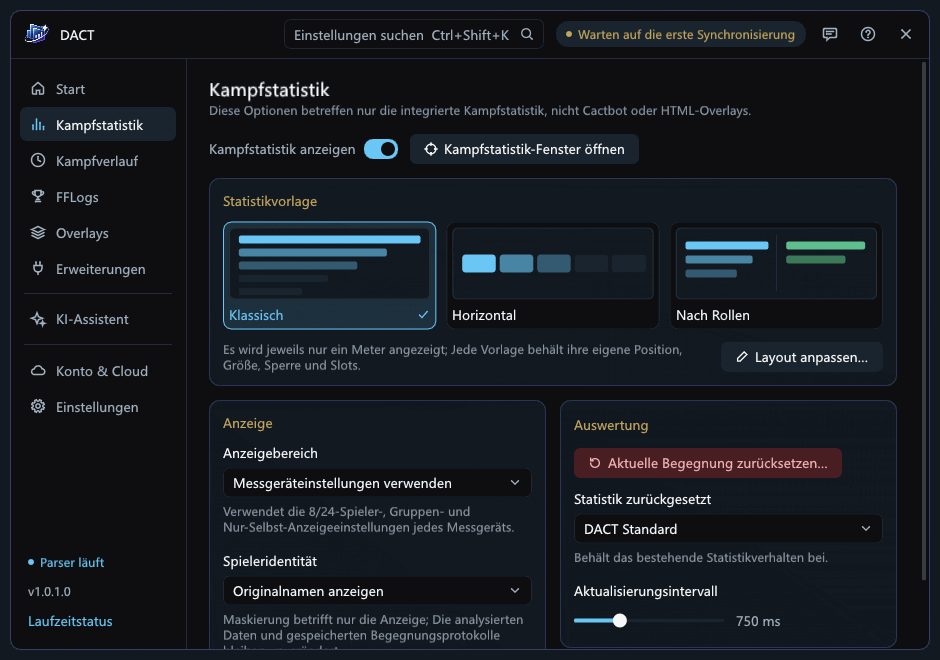 DACT
Einstellungen suchen Ctrl+Shift+K
Warten auf die erste Synchronisierung
Start
Kampfstatistik
Kampfverlauf
FFLogs
Overlays
Erweiterungen
KI-Assistent
Konto & Cloud
Einstellungen
Parser läuft
v1.0.1.0
Laufzeitstatus
Kampfstatistik
Diese Optionen betreffen nur die integrierte Kampfstatistik, nicht Cactbot oder HTML-Overlays.
Kampfstatistik anzeigen
Kampfstatistik-Fenster öffnen
Statistikvorlage
Klassisch
Horizontal
Nach Rollen
Es wird jeweils nur ein Meter angezeigt; Jede Vorlage behält ihre eigene Position,
Größe, Sperre und Slots.
Layout anpassen...
Anzeige
Anzeigebereich
Messgeräteinstellungen verwenden
Verwendet die 8/24-Spieler-, Gruppen- und
Nur-Selbst-Anzeigeeinstellungen jedes Messgeräts.
Spieleridentität
Originalnamen anzeigen
Maskierung betrifft nur die Anzeige; Die analysierten
Daten und gespeicherten Begegnungsprotokolle
Auswertung
Aktuelle Begegnung zurücksetzen...
Statistik zurückgesetzt
DACT Standard
Behält das bestehende Statistikverhalten bei.
Aktualisierungsintervall
750 ms